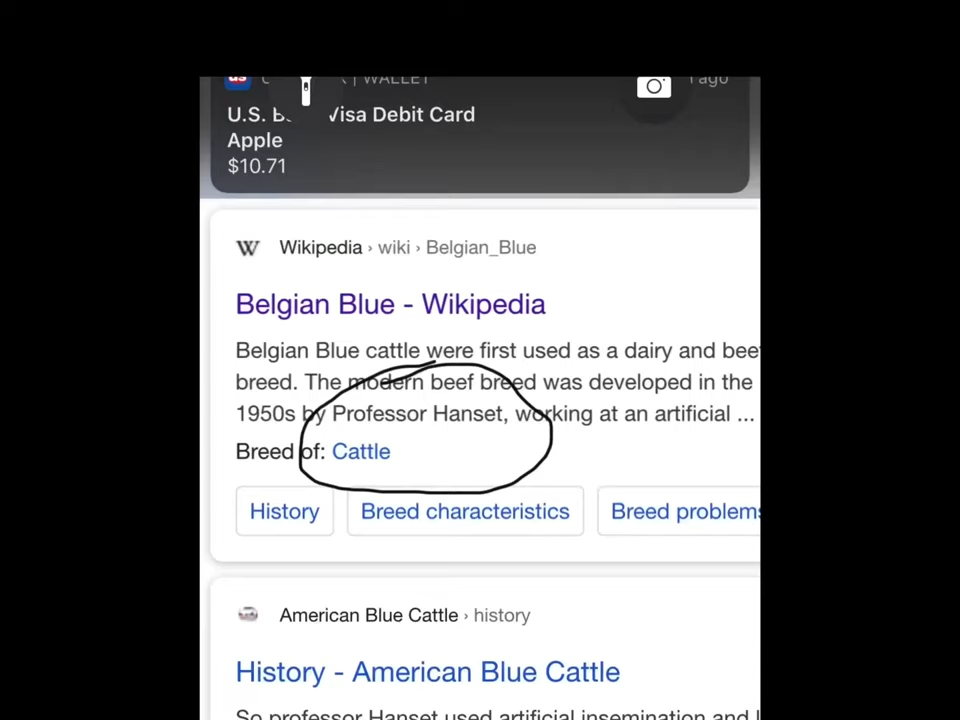 WALLET
ago
U.S. Visa Debit Card
Apple
$10.71
Wikipedia › wiki › Belgian_Blue
Belgian Blue - Wikipedia
Belgian Blue cattle were first used as a dairy and
breed. The modern beef breed was developed in the
1950s by Professor Hanset, working at an artificial ...
Breed of: Cattle
History
Breed characteristics
Breed problems
American Blue Cattle › history
History - American Blue Cattle
So professor Hanset used artificial insemination and